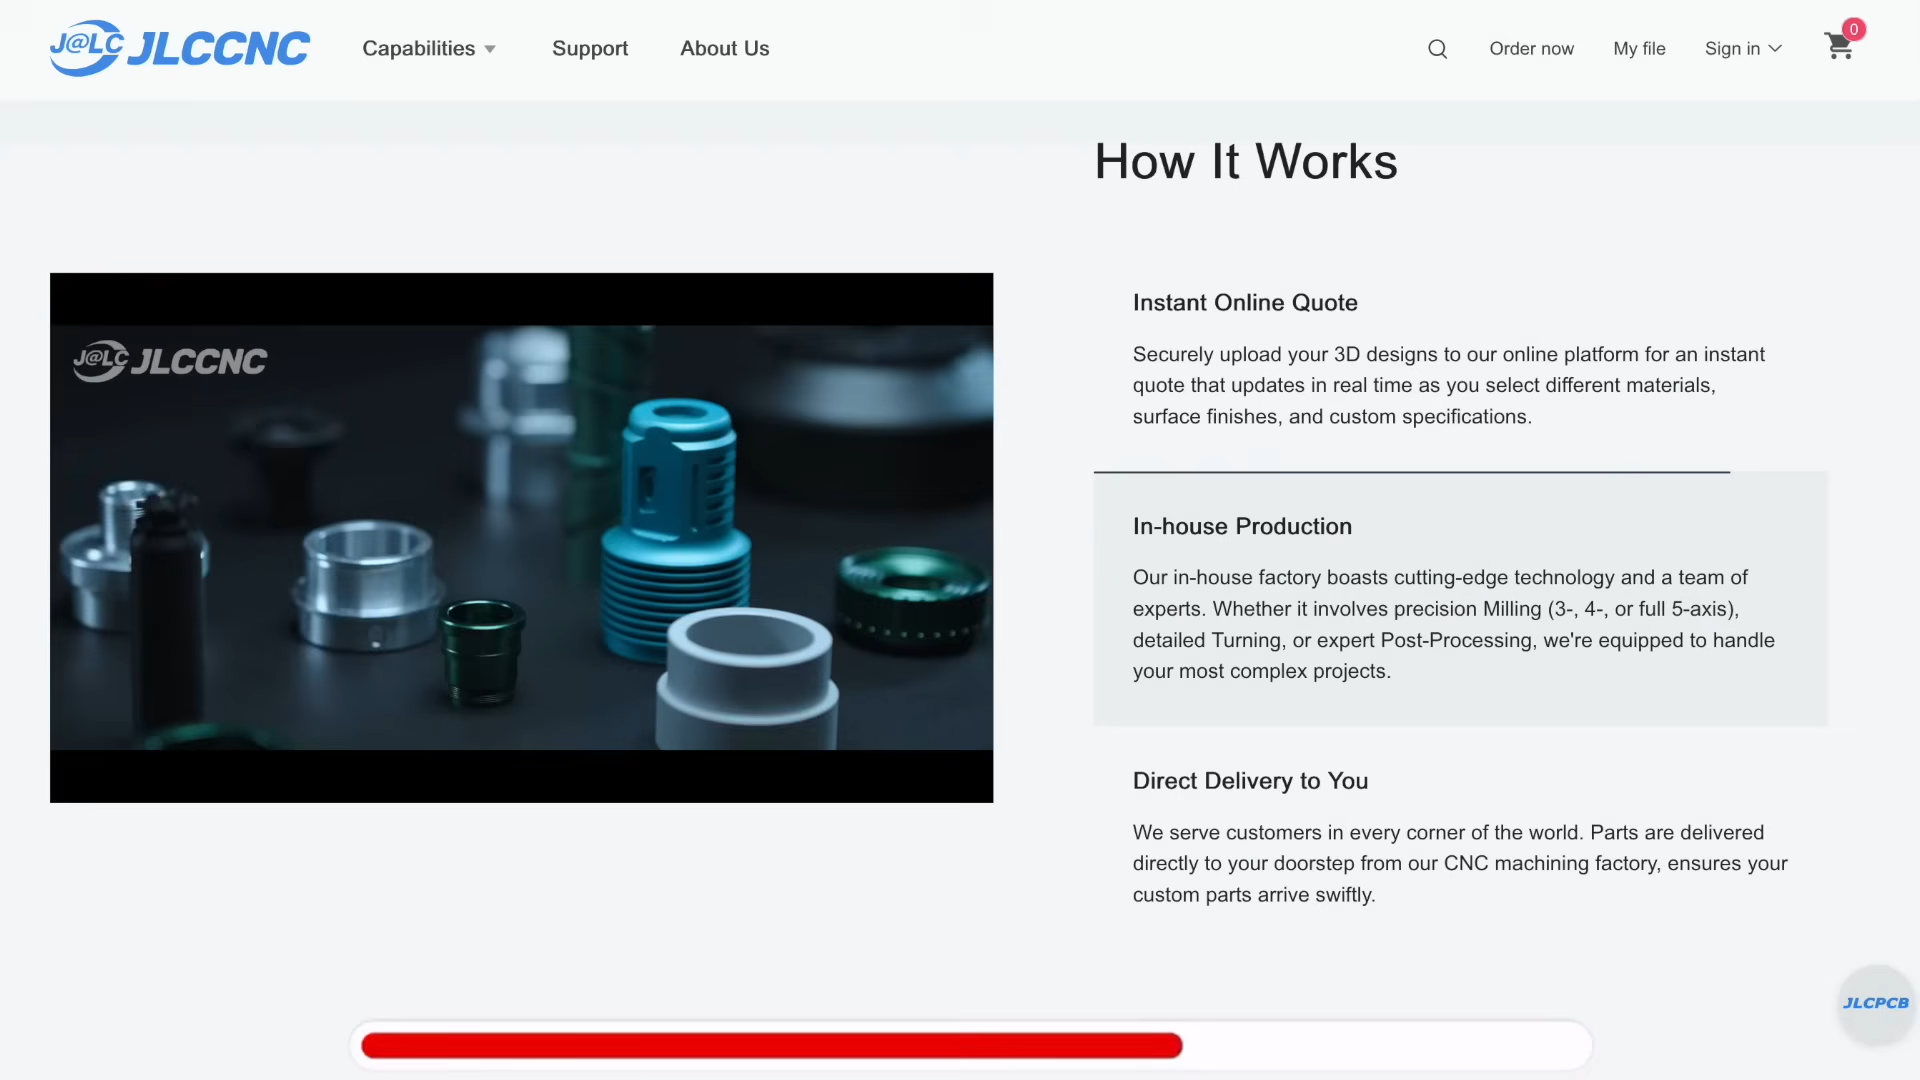 J@LC JLCCNC
Capabilities
Support
About Us
Order now
My file
Sign in
0
How It Works
J@LC JLCCNC
Instant Online Quote
Securely upload your 3D designs to our online platform for an instant
quote that updates in real time as you select different materials,
surface finishes, and custom specifications.
In-house Production
Our in-house factory boasts cutting-edge technology and a team of
experts. Whether it involves precision Milling (3-, 4-, or full 5-axis),
detailed Turning, or expert Post-Processing, we're equipped to handle
your most complex projects.
Direct Delivery to You
We serve customers in every corner of the world. Parts are delivered
directly to your doorstep from our CNC machining factory, ensures your
custom parts arrive swiftly.
JLCPCB